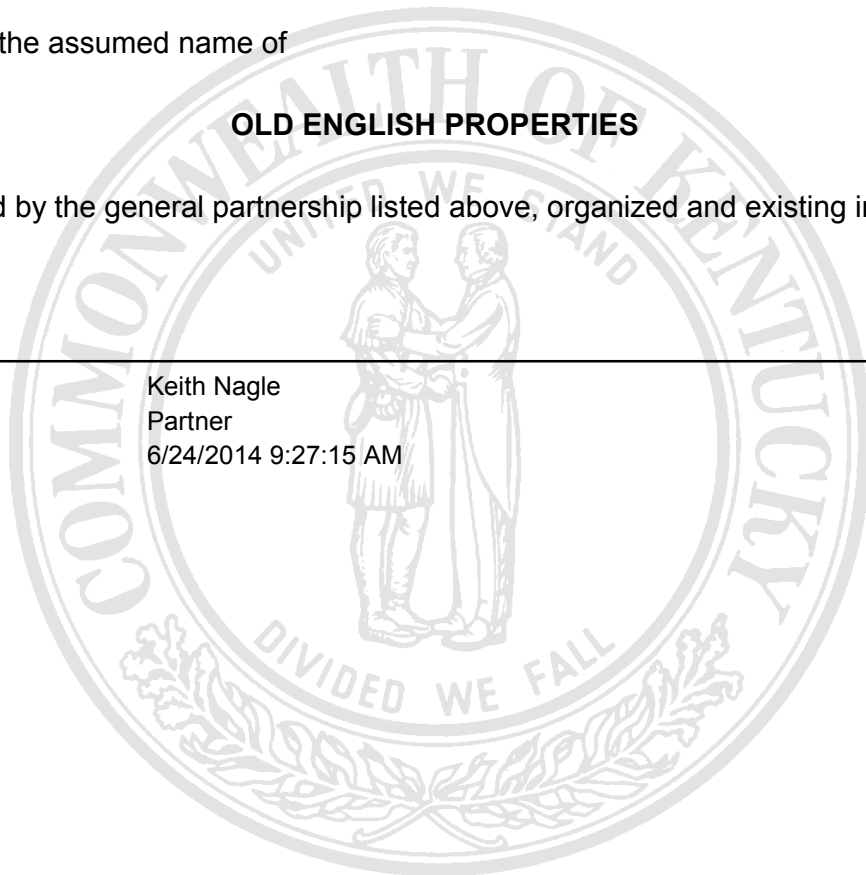 the assumed name of
OLD ENGLISH PROPERTIES
by the general partnership listed above, organized and existing
Keith Nagle
Partner
6/24/2014 9:27:15 AM
COMMONWEALTH OF KENTUCKY
UNITED WE STAND
DIVIDED WE FALL